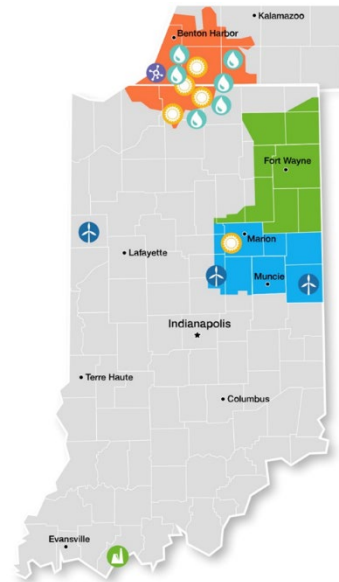 Kalamazoo
Benton Harbor
Fort Wayne
Marion
Lafayette
Muncie
Indianapolis
Terre Haute
Columbus
Evansville